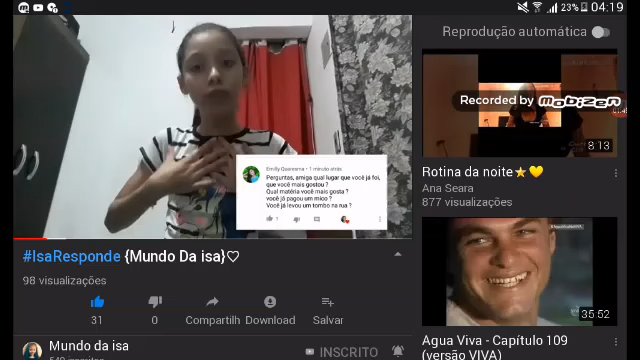 23% 04:19
Reprodução automática
Recorded by MOBIZEN
8:13
Emilly Quaresma • 1 minuto atrás
Perguntas, amiga qual lugar que você já foi,
que você mais gostou ?
Qual matéria você mais gosta ?
você já pagou um mico ?
Você já levou um tombo na rua ?
Rotina da noite
Ana Seara
877 visualizações
#IsaResponde {Mundo Da isa}♡
98 visualizações
31
0
Compartilh
Download
Salvar
35:52
Mundo da isa
INSCRITO
Agua Viva - Capítulo 109
(versão VIVA)